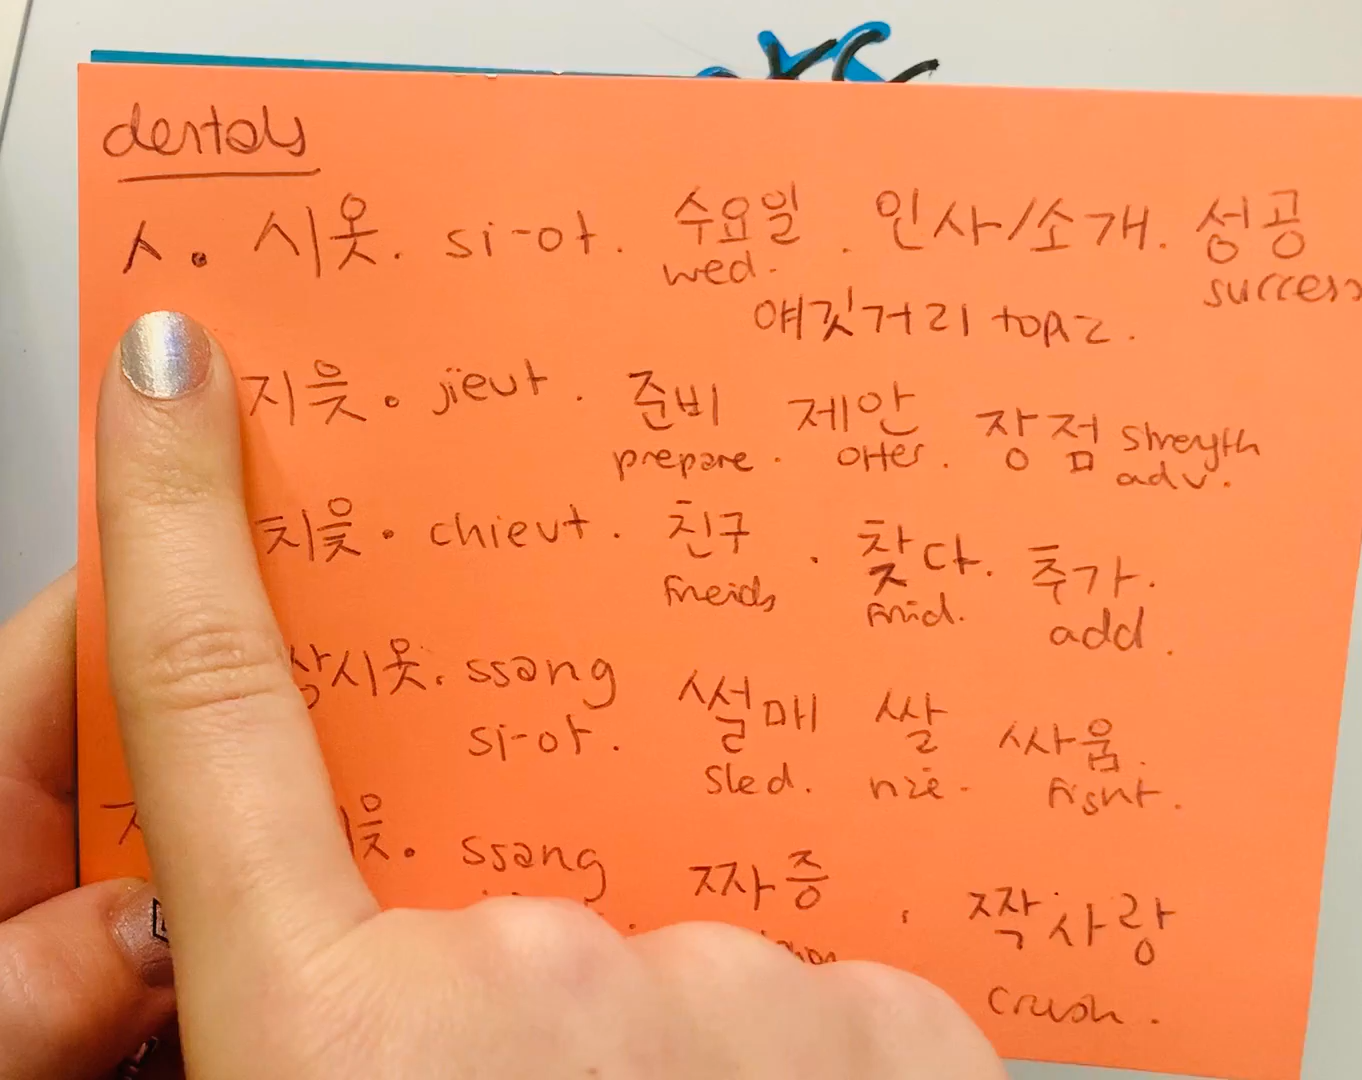 dentals
ㅅ. 시옷. si-ot. 수요일. 인사/소개. 성공
wed. success
얘깃거리 topic.
지읒. jieut. 준비 제안 장점 strength
prepare. offer. adv.
치읓. chieut. 친구. 찾다. 추가.
friends find. add.
쌍시옷. ssang 썰매 쌀 싸움.
si-ot. sled. rice. fight.
ssang 짜증. 짝사랑
crush.